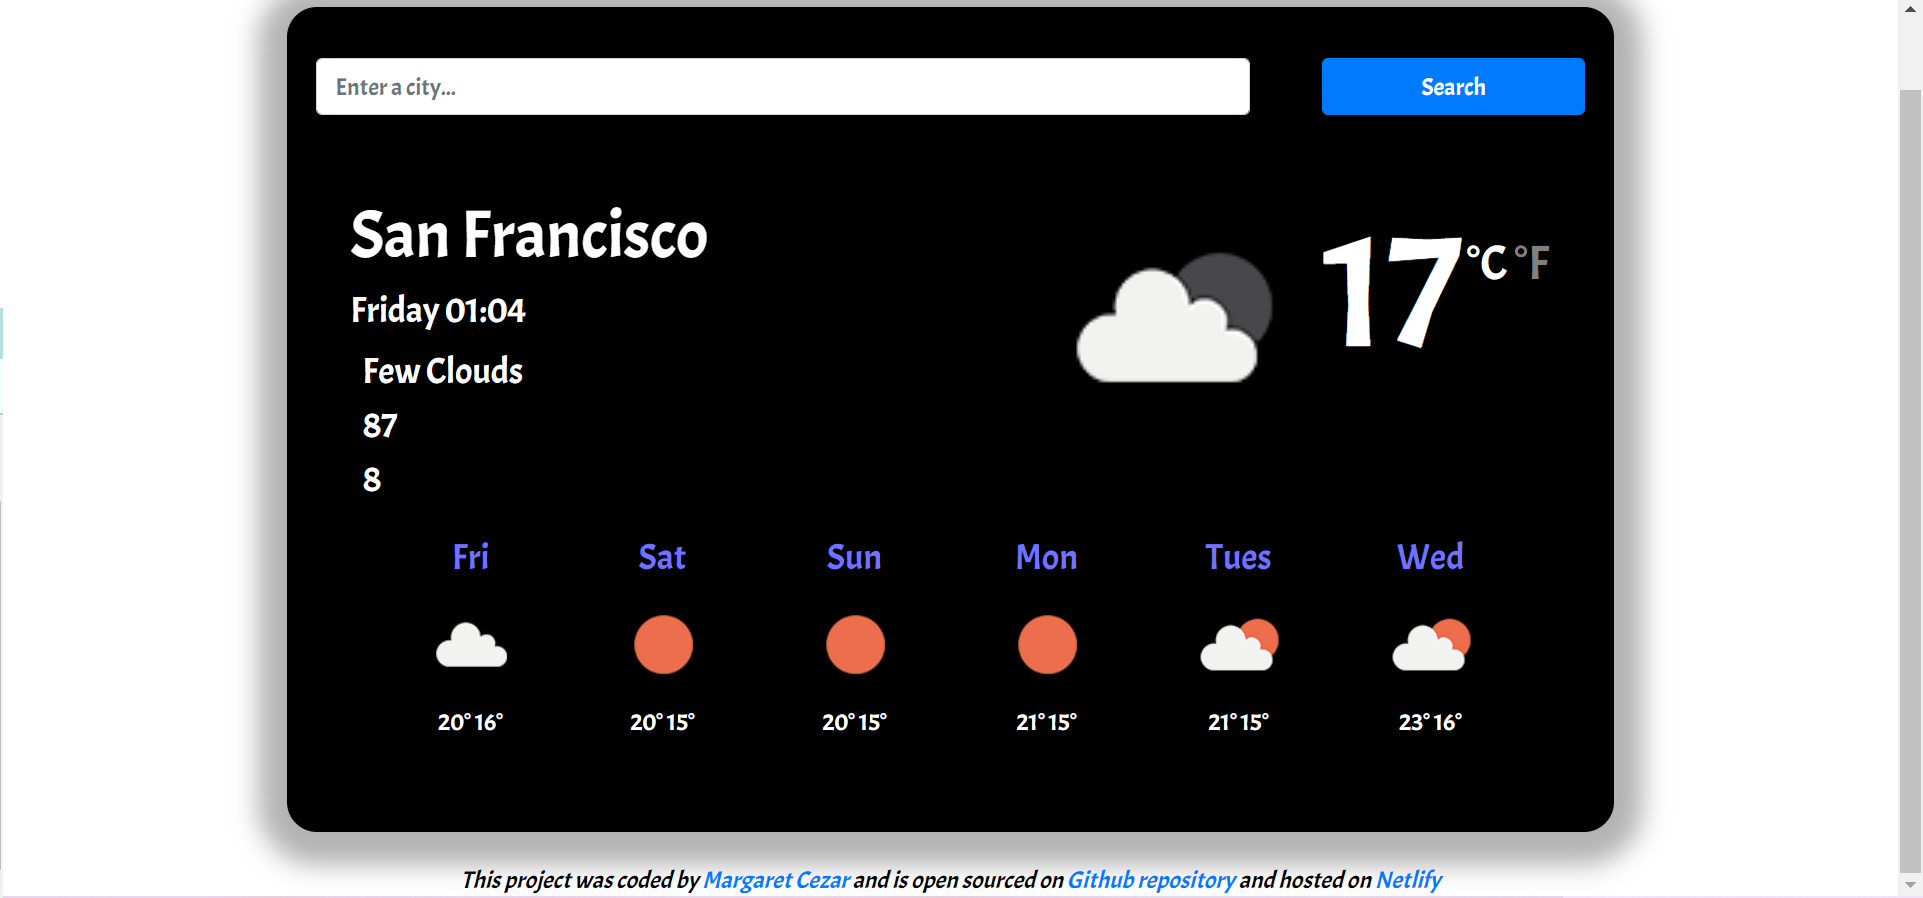 Enter a city... Search
San Francisco
17 °C °F
Friday 01:04
Few Clouds
87
8
Fri Sat Sun Mon Tues Wed
20° 16° 20° 15° 20° 15° 21° 15° 21° 15° 23° 16°
This project was coded by Margaret Cezar and is open sourced on Github repository and hosted on Netlify